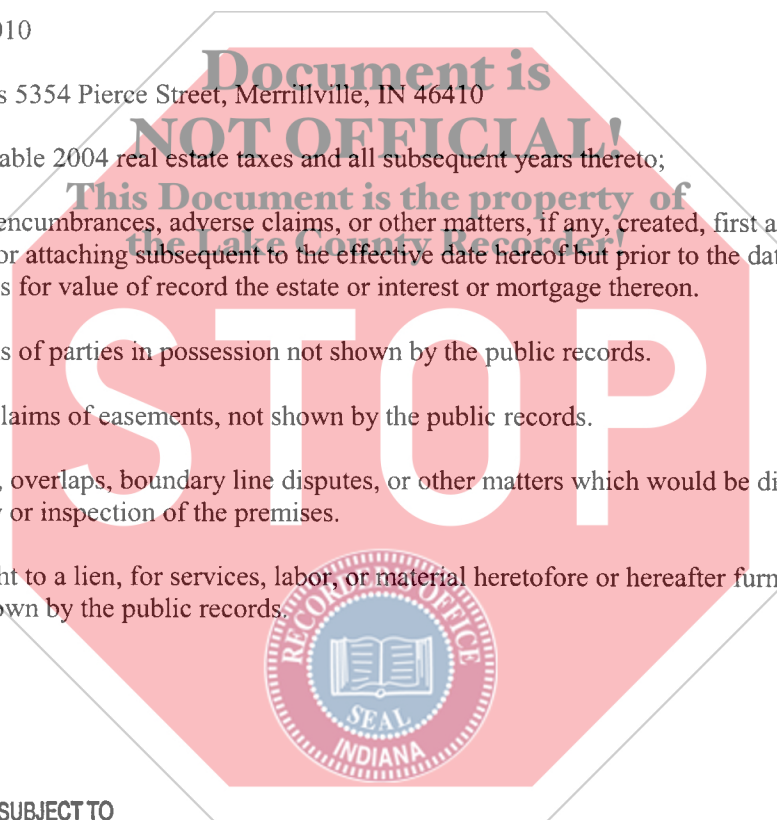 010
Document is
s 5354 Pierce Street, Merrillville, IN 46410
NOT OFFICIAL!
able 2004 real estate taxes and all subsequent years thereto;
This Document is the property of
encumbrances, adverse claims, or other matters, if any, created, first a
the Lake County Recorder!
or attaching subsequent to the effective date hereof but prior to the dat
s for value of record the estate or interest or mortgage thereon.
STOP
s of parties in possession not shown by the public records.
laims of easements, not shown by the public records.
, overlaps, boundary line disputes, or other matters which would be di
or inspection of the premises.
ht to a lien, for services, labor, or material heretofore or hereafter furn
own by the public records.
RECORDER'S OFFICE
SEAL
INDIANA
SUBJECT TO